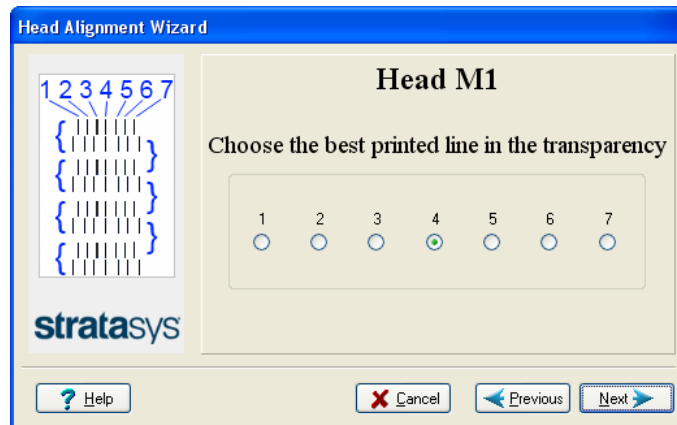 Head Alignment Wizard
1 2 3 4 5 6 7
Head M1
Choose the best printed line in the transparency
1 2 3 4 5 6 7
stratasys
? Help
Cancel
Previous
Next